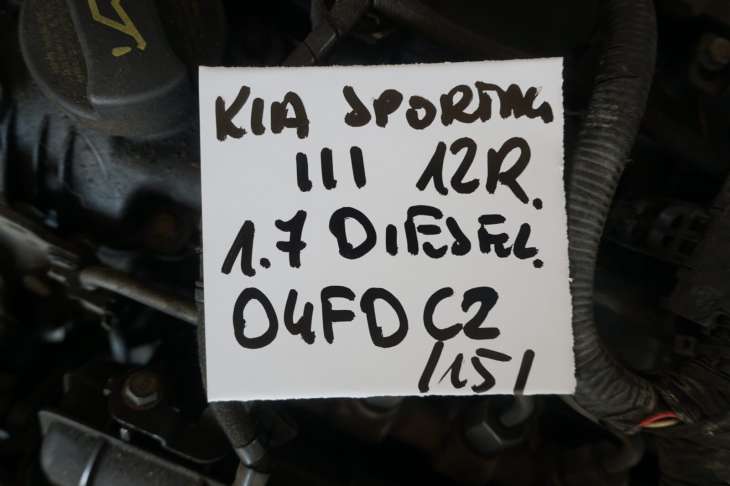 KIA SPORTAG
III 12R.
1.7 DIESEL.
D4FD C2
/15/